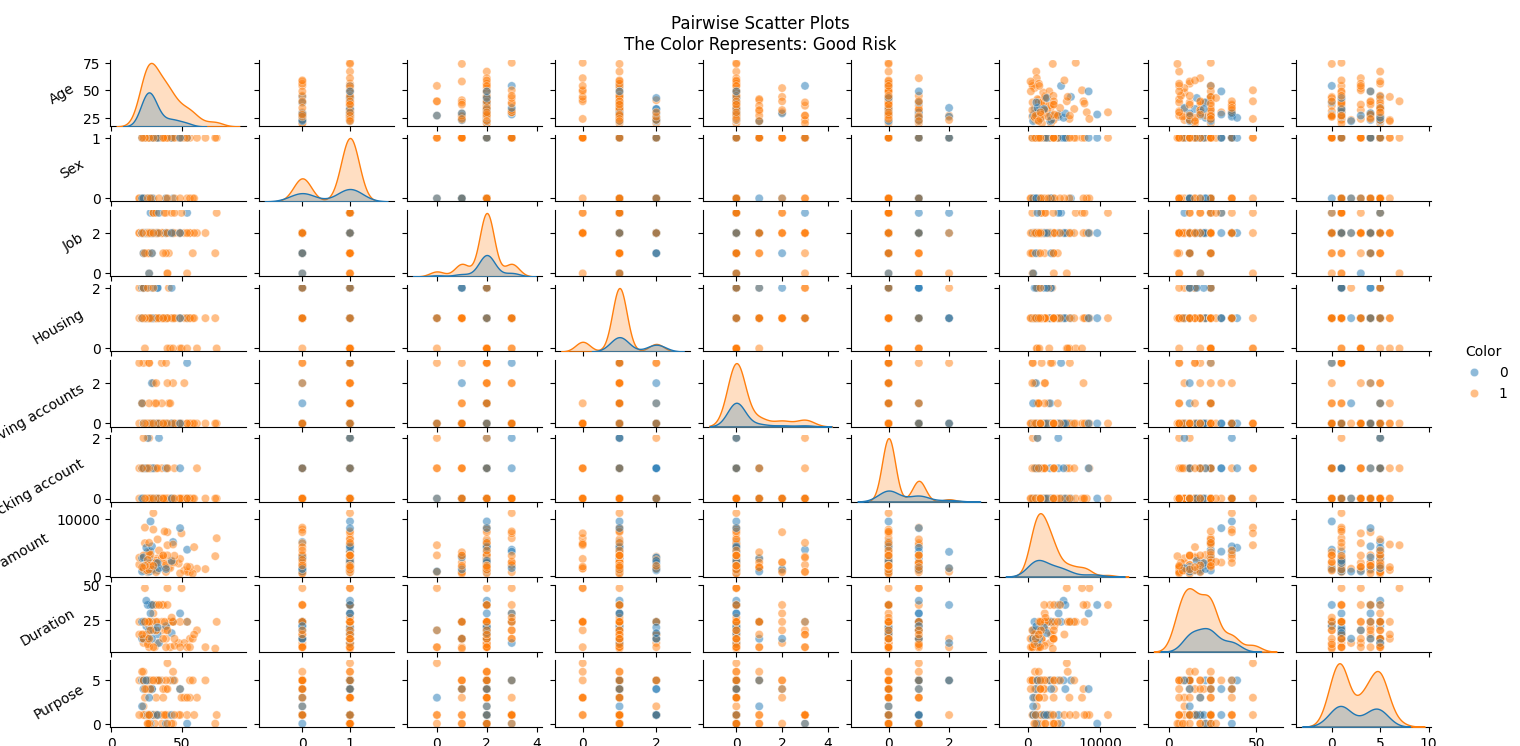 Pairwise Scatter Plots
The Color Represents: Good Risk
75
50
25
Age
1
0
Sex
2
0
Job
2
0
Housing
2
0
ving accounts
2
0
cking account
10000
0
amount
50
25
Duration
5
0
Purpose
0 50 0 1 0 2 4 0 2 0 2 4 0 2 0 10000 0 50 0 5 10
Color
0
1